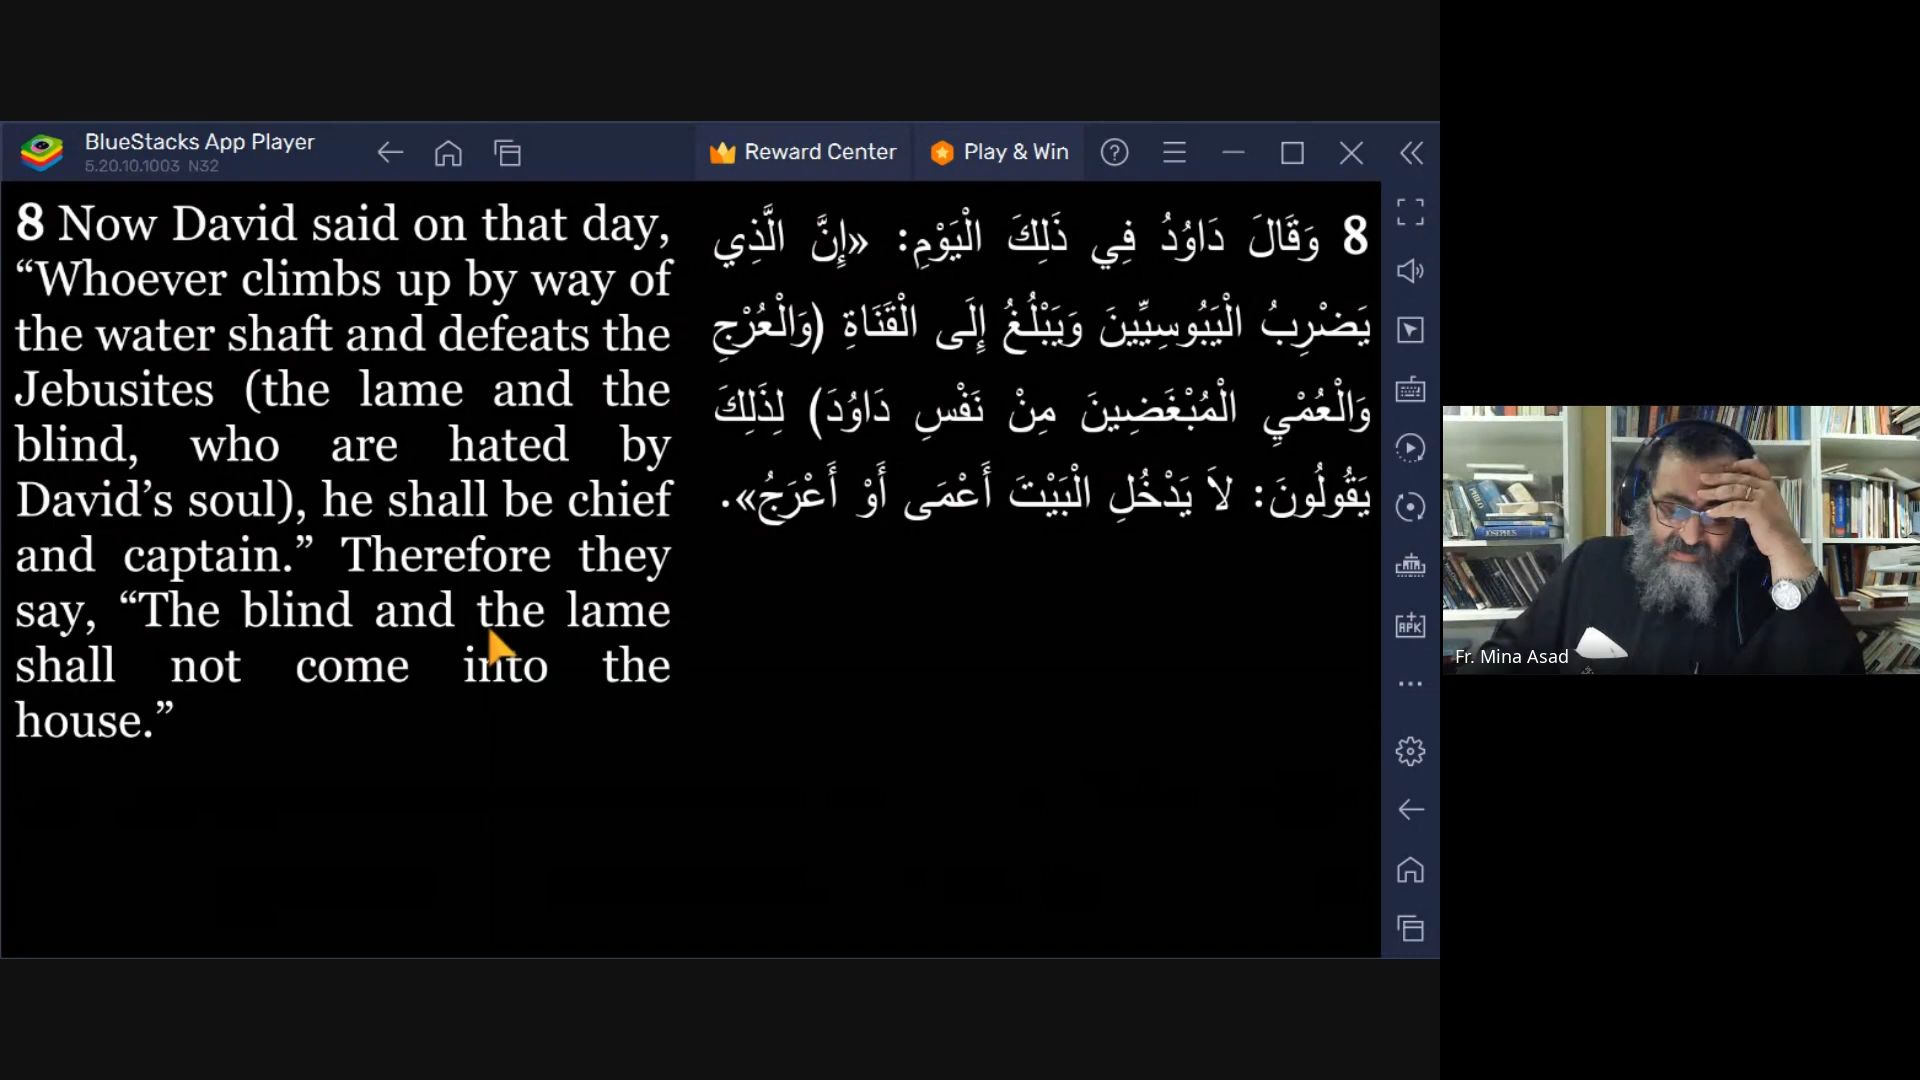 BlueStacks App Player
5.20.10.1003 N32
Reward Center
Play & Win
8 Now David said on that day,
“Whoever climbs up by way of
the water shaft and defeats the
Jebusites (the lame and the
blind, who are hated by
David’s soul), he shall be chief
and captain.” Therefore they
say, “The blind and the lame
shall not come into the
house.”
8 وَقَالَ دَاوُدُ فِي ذَلِكَ الْيَوْمِ: «إِنَّ الَّذِي
يَضْرِبُ الْيَبُوسِيِّينَ وَيَبْلُغُ إِلَى الْقَنَاةِ (وَالْعُرْجِ
وَالْعُمْيِ الْمُبْغَضِينَ مِنْ نَفْسِ دَاوُدَ) لِذَلِكَ
يَقُولُونَ: لاَ يَدْخُلِ الْبَيْتَ أَعْمَى أَوْ أَعْرَجُ».
APK
PHILO
JOSEPHUS
Fr. Mina Asad